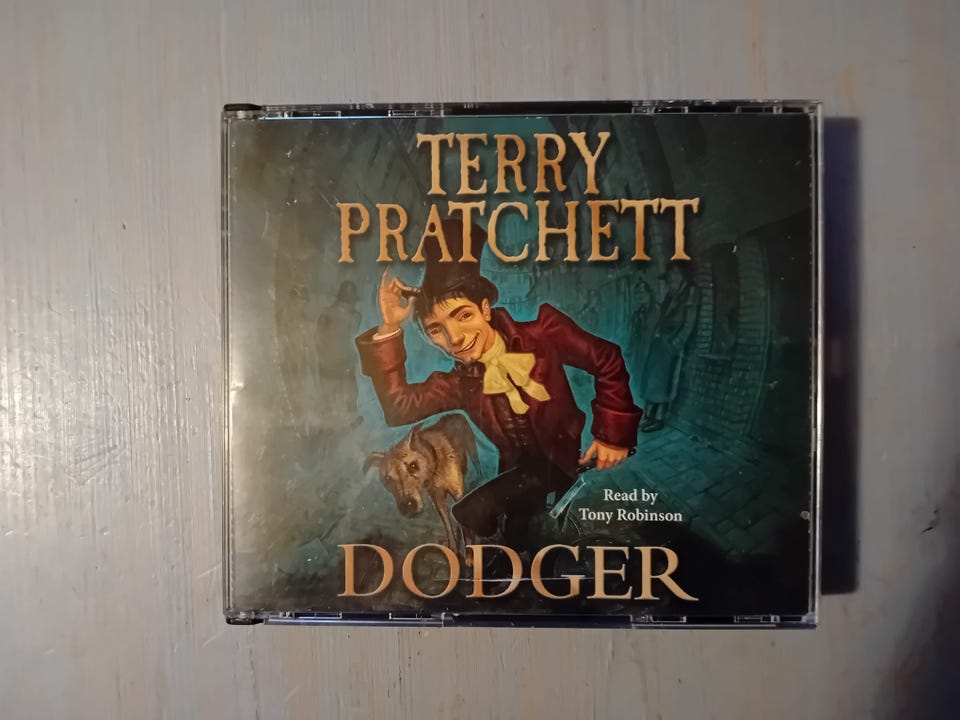 TERRY
PRATCHETT
Read by
Tony Robinson
DODGER